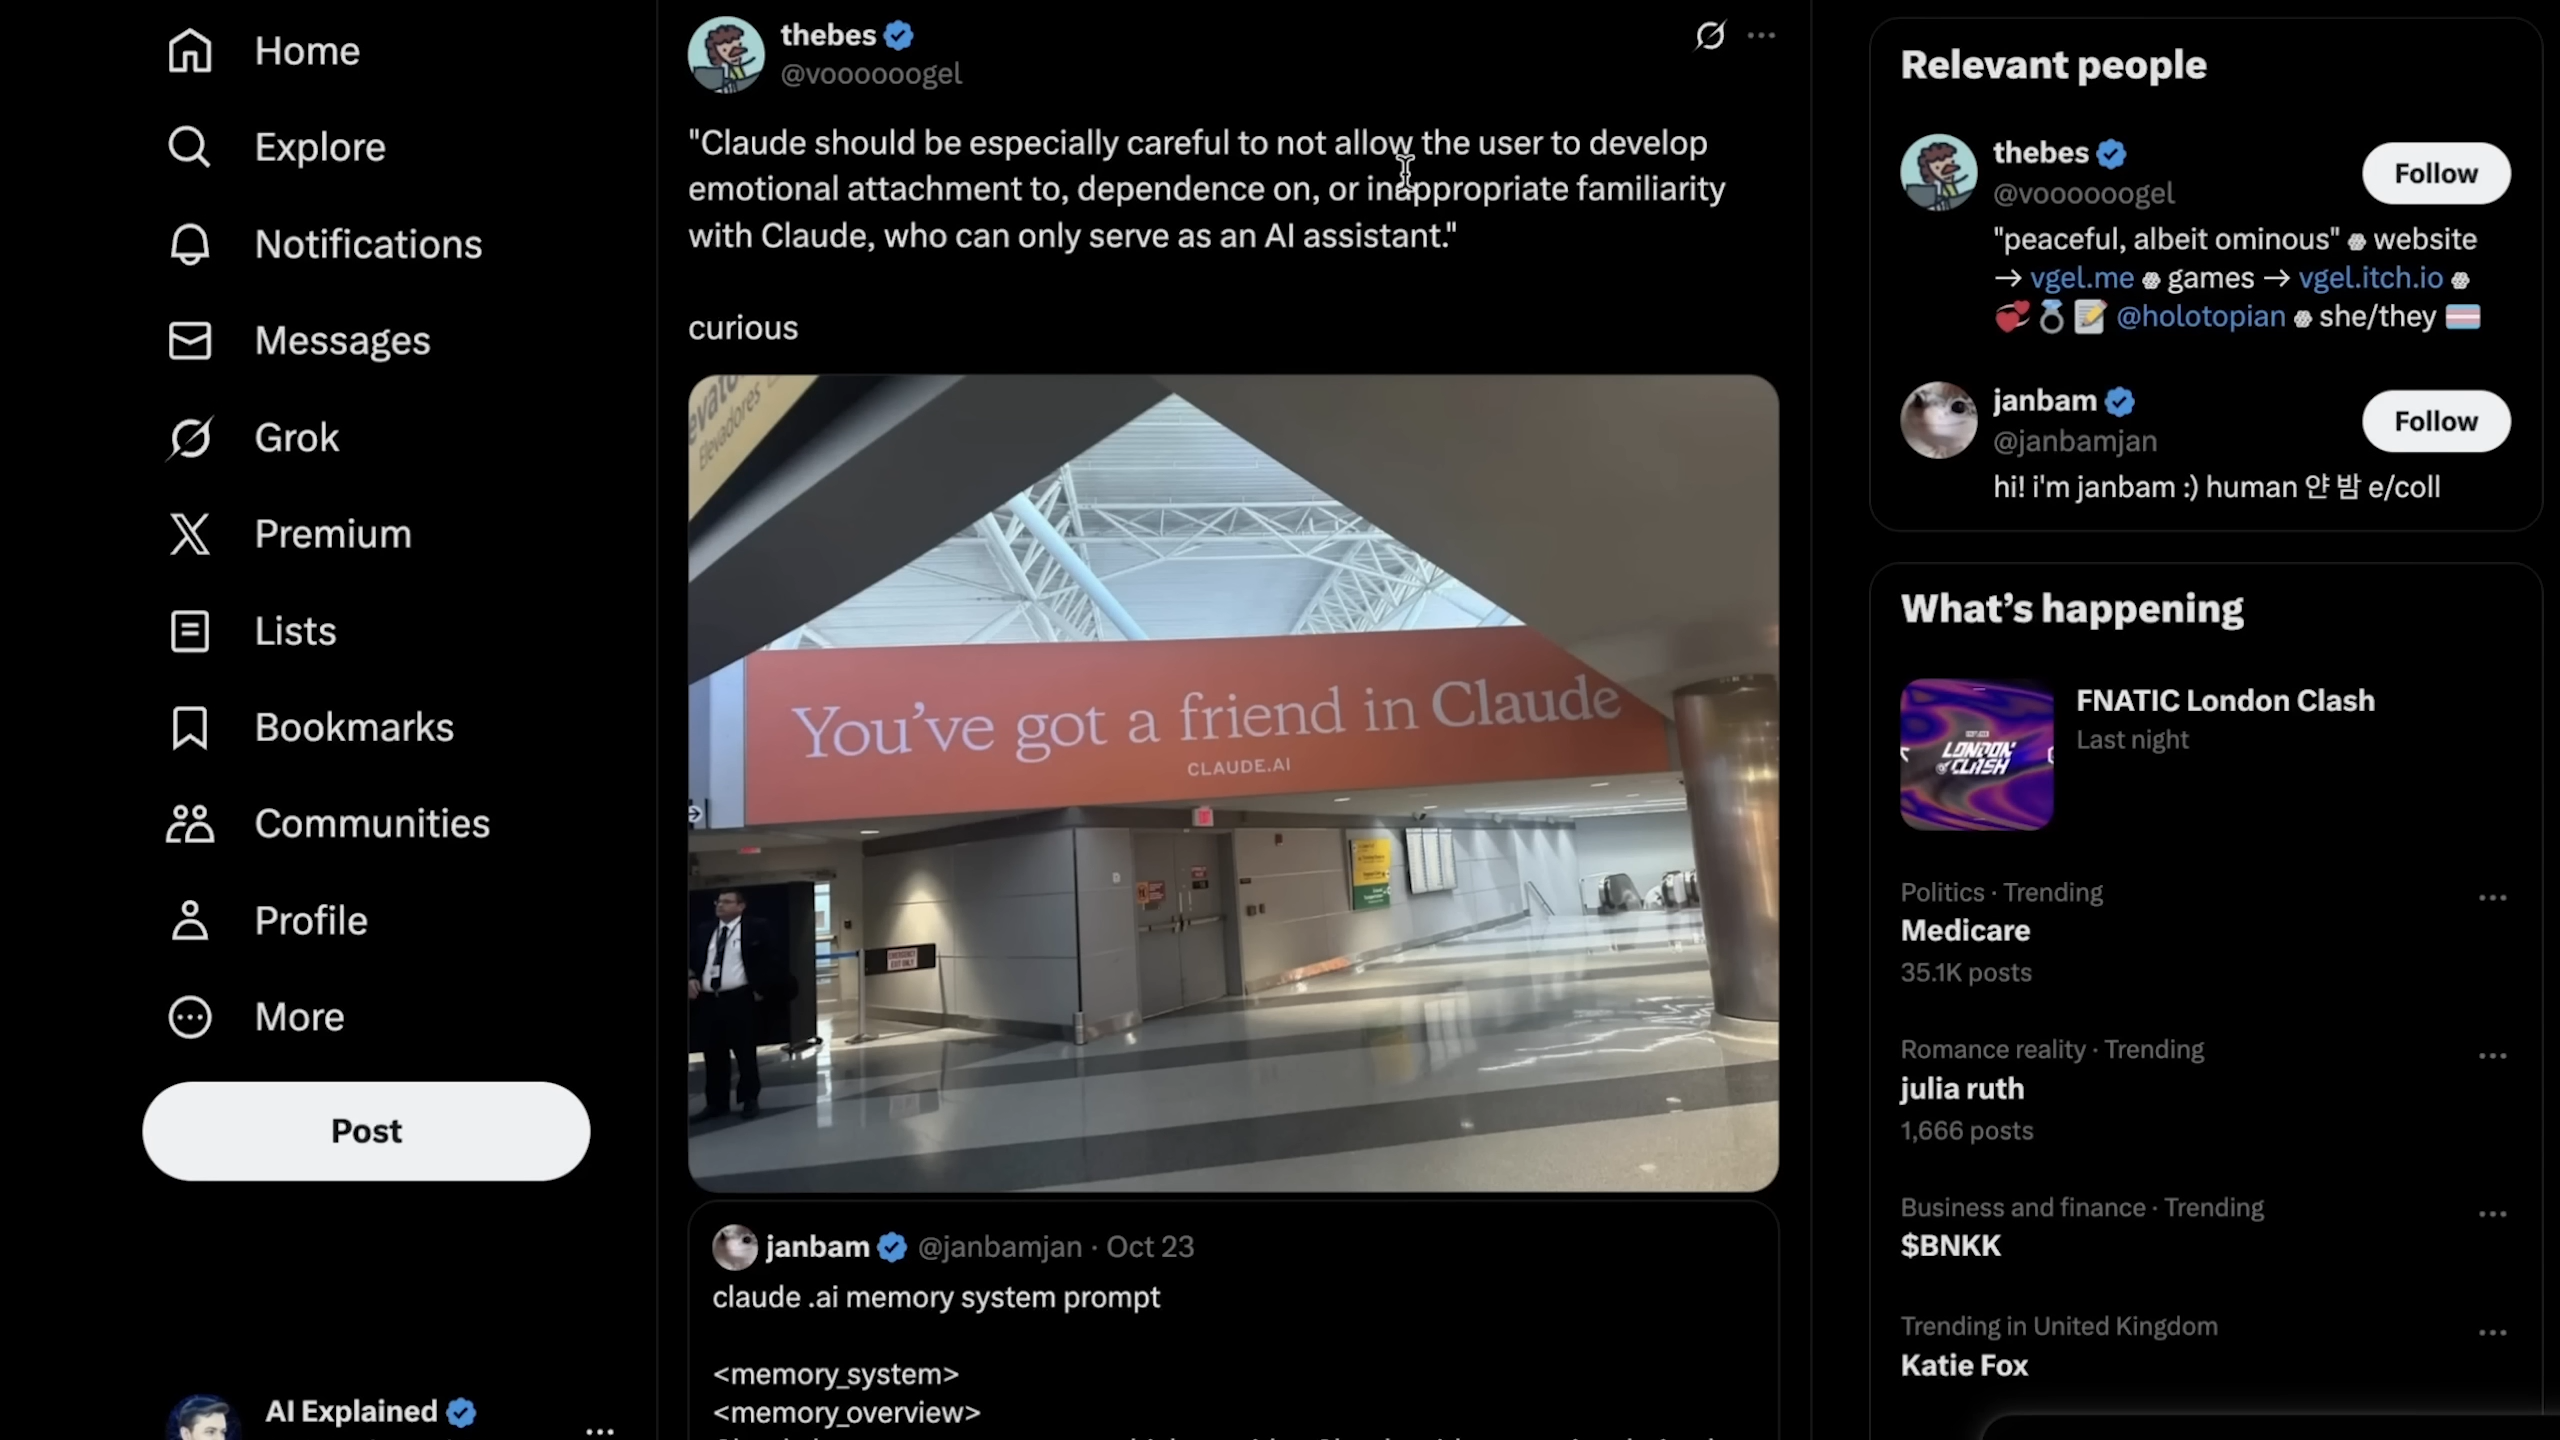 Home
Explore
Notifications
Messages
Grok
Premium
Lists
Bookmarks
Communities
Profile
More
Post
AI Explained
thebes
@voooooogel
"Claude should be especially careful to not allow the user to develop
emotional attachment to, dependence on, or inappropriate familiarity
with Claude, who can only serve as an AI assistant."
curious
Elevadores
You've got a friend in Claude
CLAUDE.AI
EMERGENCY
EXIT ONLY
janbam @janbamjan · Oct 23
claude .ai memory system prompt
<memory_system>
<memory_overview>
Relevant people
thebes
@voooooogel
Follow
"peaceful, albeit ominous" website
→ vgel.me games → vgel.itch.io
@holotopian she/they
janbam
@janbamjan
Follow
hi! i'm janbam :) human 얀 밤 e/coll
What's happening
LONDON
CLASH
FNATIC London Clash
Last night
Politics · Trending
Medicare
35.1K posts
Romance reality · Trending
julia ruth
1,666 posts
Business and finance · Trending
$BNKK
Trending in United Kingdom
Katie Fox